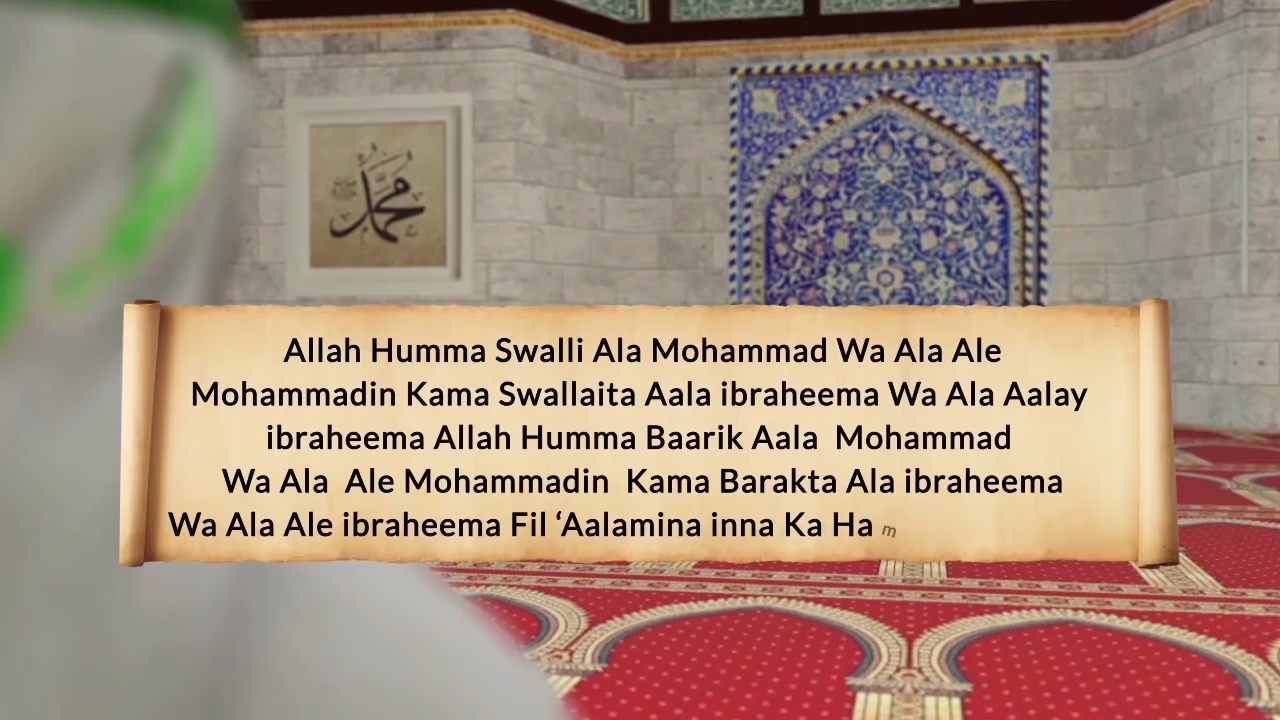 محمد
Allah Humma Swalli Ala Mohammad Wa Ala Ale
Mohammadin Kama Swallaita Aala ibraheema Wa Ala Aalay
ibraheema Allah Humma Baarik Aala Mohammad
Wa Ala Ale Mohammadin Kama Barakta Ala ibraheema
Wa Ala Ale ibraheema Fil ‘Aalamina inna Ka Ha m